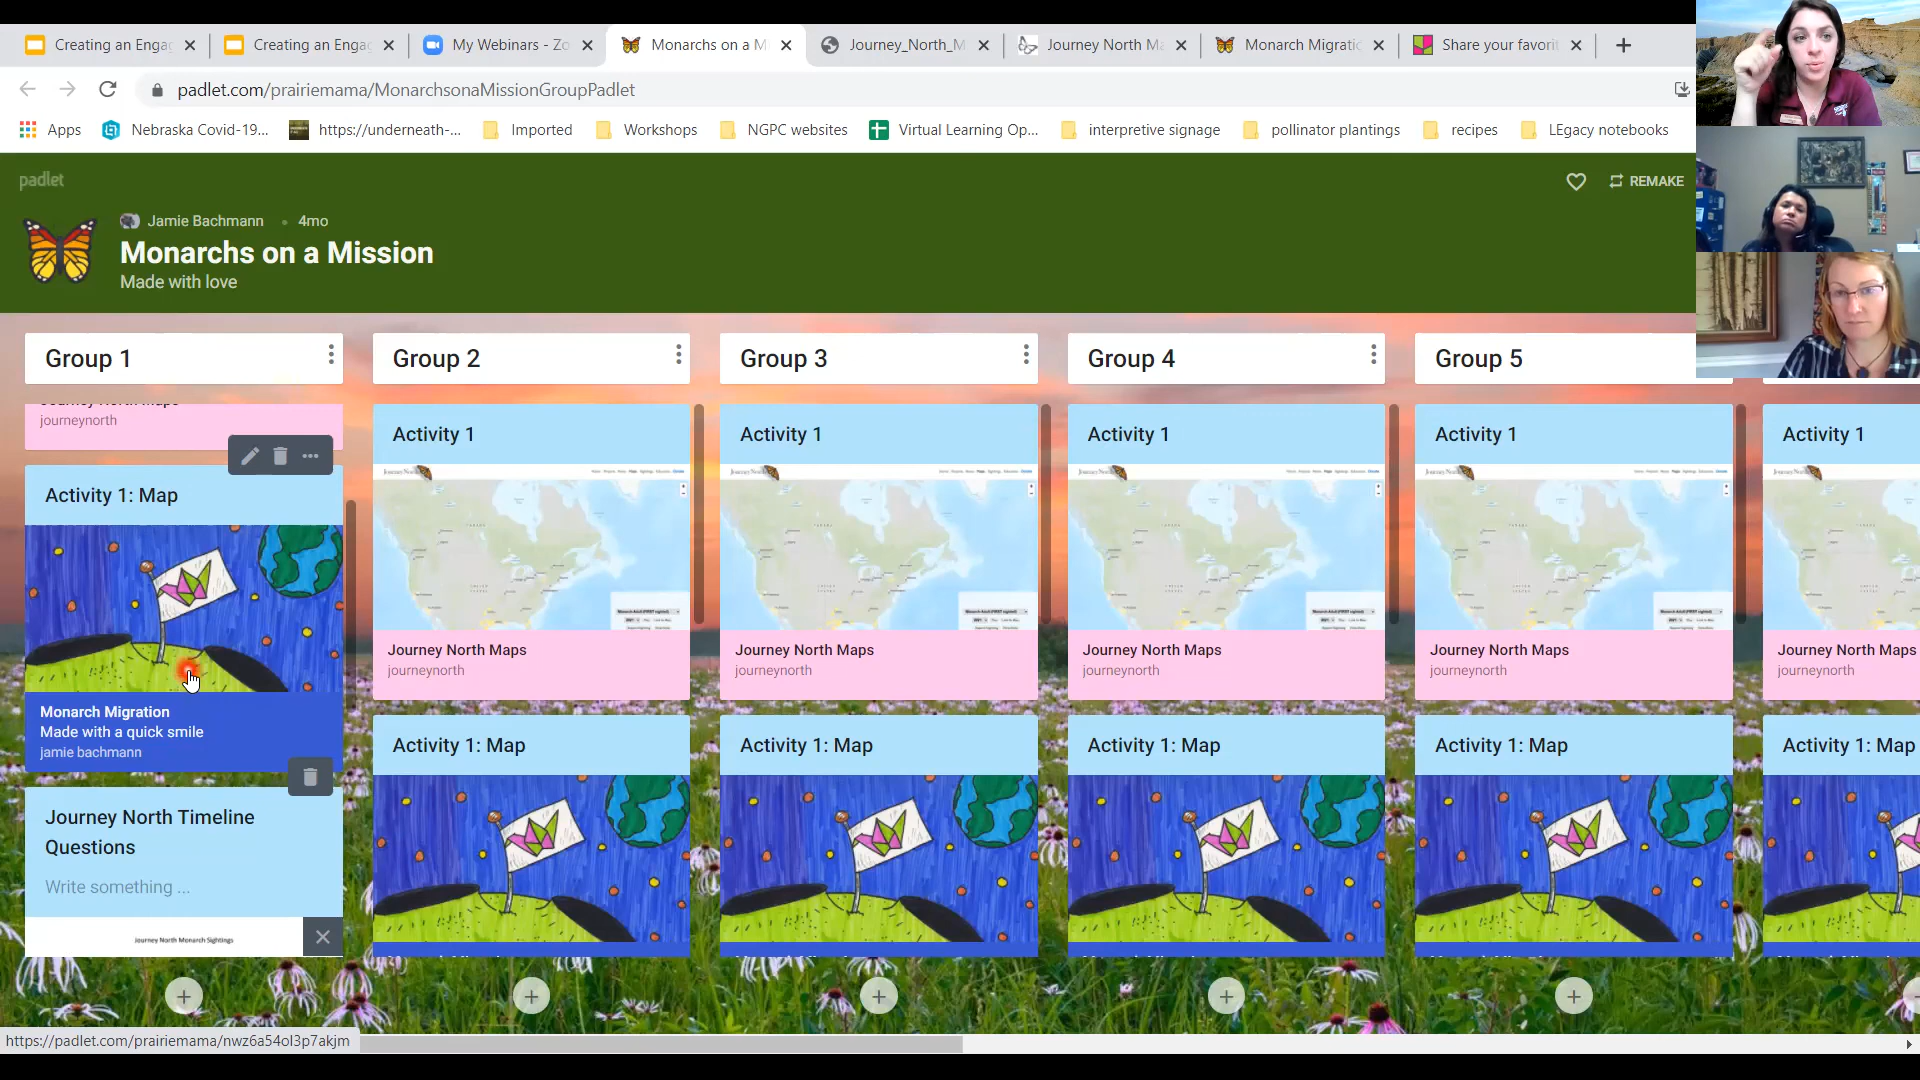 Creating an Enga
Creating an Enga
My Webinars - Zo
Monarchs on a M
Journey_North_M
Journey North Ma
Monarch Migratic
Share your favorit
padlet.com/prairiemama/MonarchsonaMissionGroupPadlet
Apps
Nebraska Covid-19...
https://underneath-...
Imported
Workshops
NGPC websites
Virtual Learning Op...
interpretive signage
pollinator plantings
recipes
LEgacy notebooks
padlet
REMAKE
Jamie Bachmann • 4mo
Monarchs on a Mission
Made with love
Group 1
Group 2
Group 3
Group 4
Group 5
journeynorth
Activity 1: Map
Monarch Migration
Made with a quick smile
jamie bachmann
Journey North Timeline
Questions
Write something ...
Journey North Monarch Sightings
Activity 1
Journey North Maps
journeynorth
Activity 1: Map
Activity 1
Journey North Maps
journeynorth
Activity 1: Map
Activity 1
Journey North Maps
journeynorth
Activity 1: Map
Activity 1
Journey North Maps
journeynorth
Activity 1: Map
Activity 1
Journey North Maps
journeynorth
Activity 1: Map
https://padlet.com/prairiemama/nwz6a54ol3p7akjm